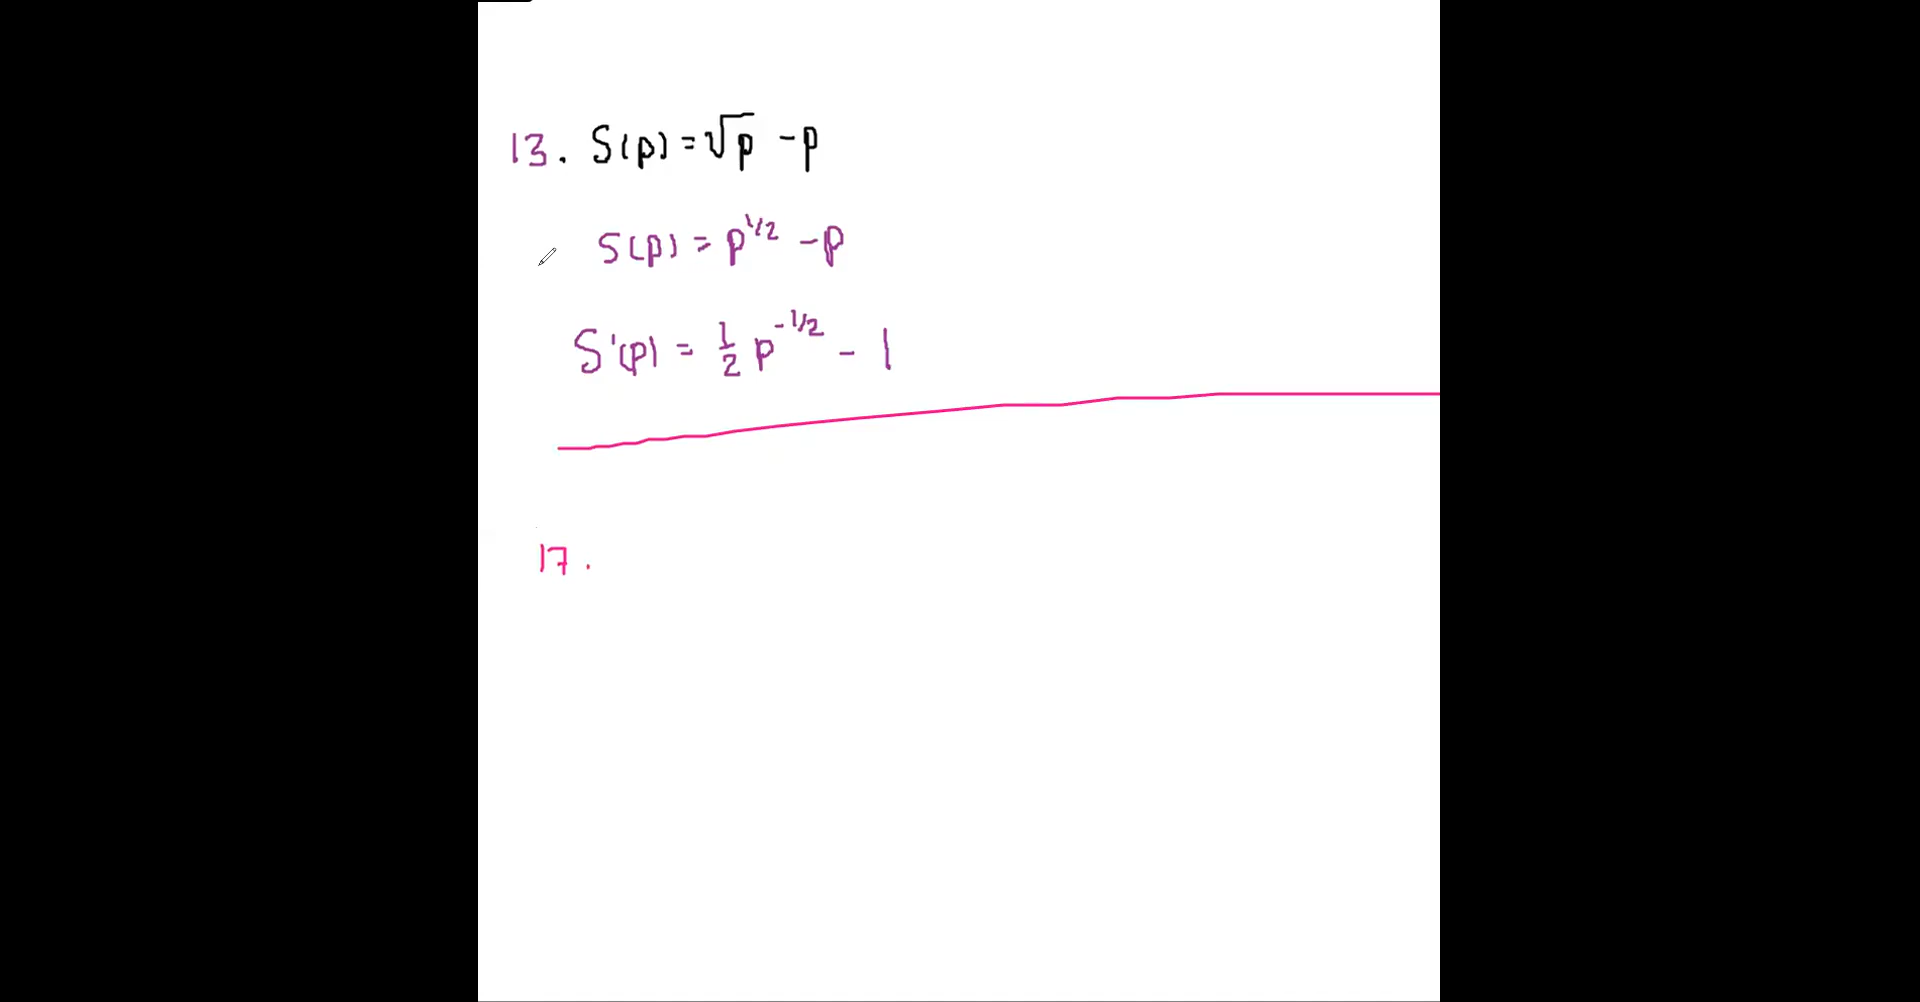 13. S(p) = √p - p
S(p) = p^1/2 - p
S'(p) = 1/2 p^-1/2 - 1
17.